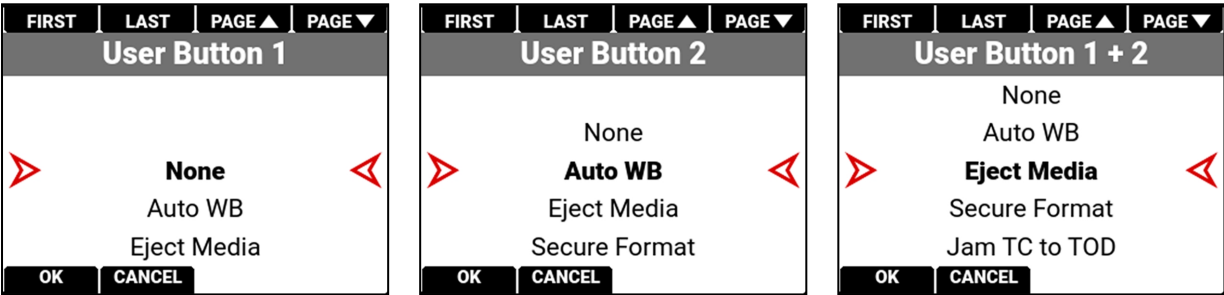 FIRST LAST PAGE▲ PAGE▼
User Button 1
None
Auto WB
Eject Media
OK CANCEL
FIRST LAST PAGE▲ PAGE▼
User Button 2
None
Auto WB
Eject Media
Secure Format
OK CANCEL
FIRST LAST PAGE▲ PAGE▼
User Button 1 + 2
None
Auto WB
Eject Media
Secure Format
Jam TC to TOD
OK CANCEL